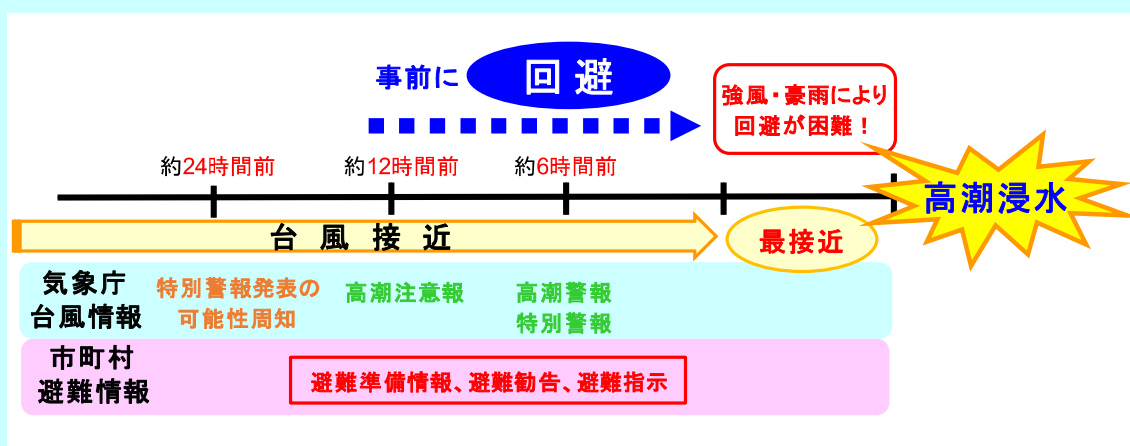 事前に 回避
強風・豪雨により
回避が困難！
約24時間前 約12時間前 約6時間前
高潮浸水
台風接近
最接近
気象庁
台風情報
特別警報発表の
可能性周知
高潮注意報
高潮警報
特別警報
市町村
避難情報
避難準備情報、避難勧告、避難指示